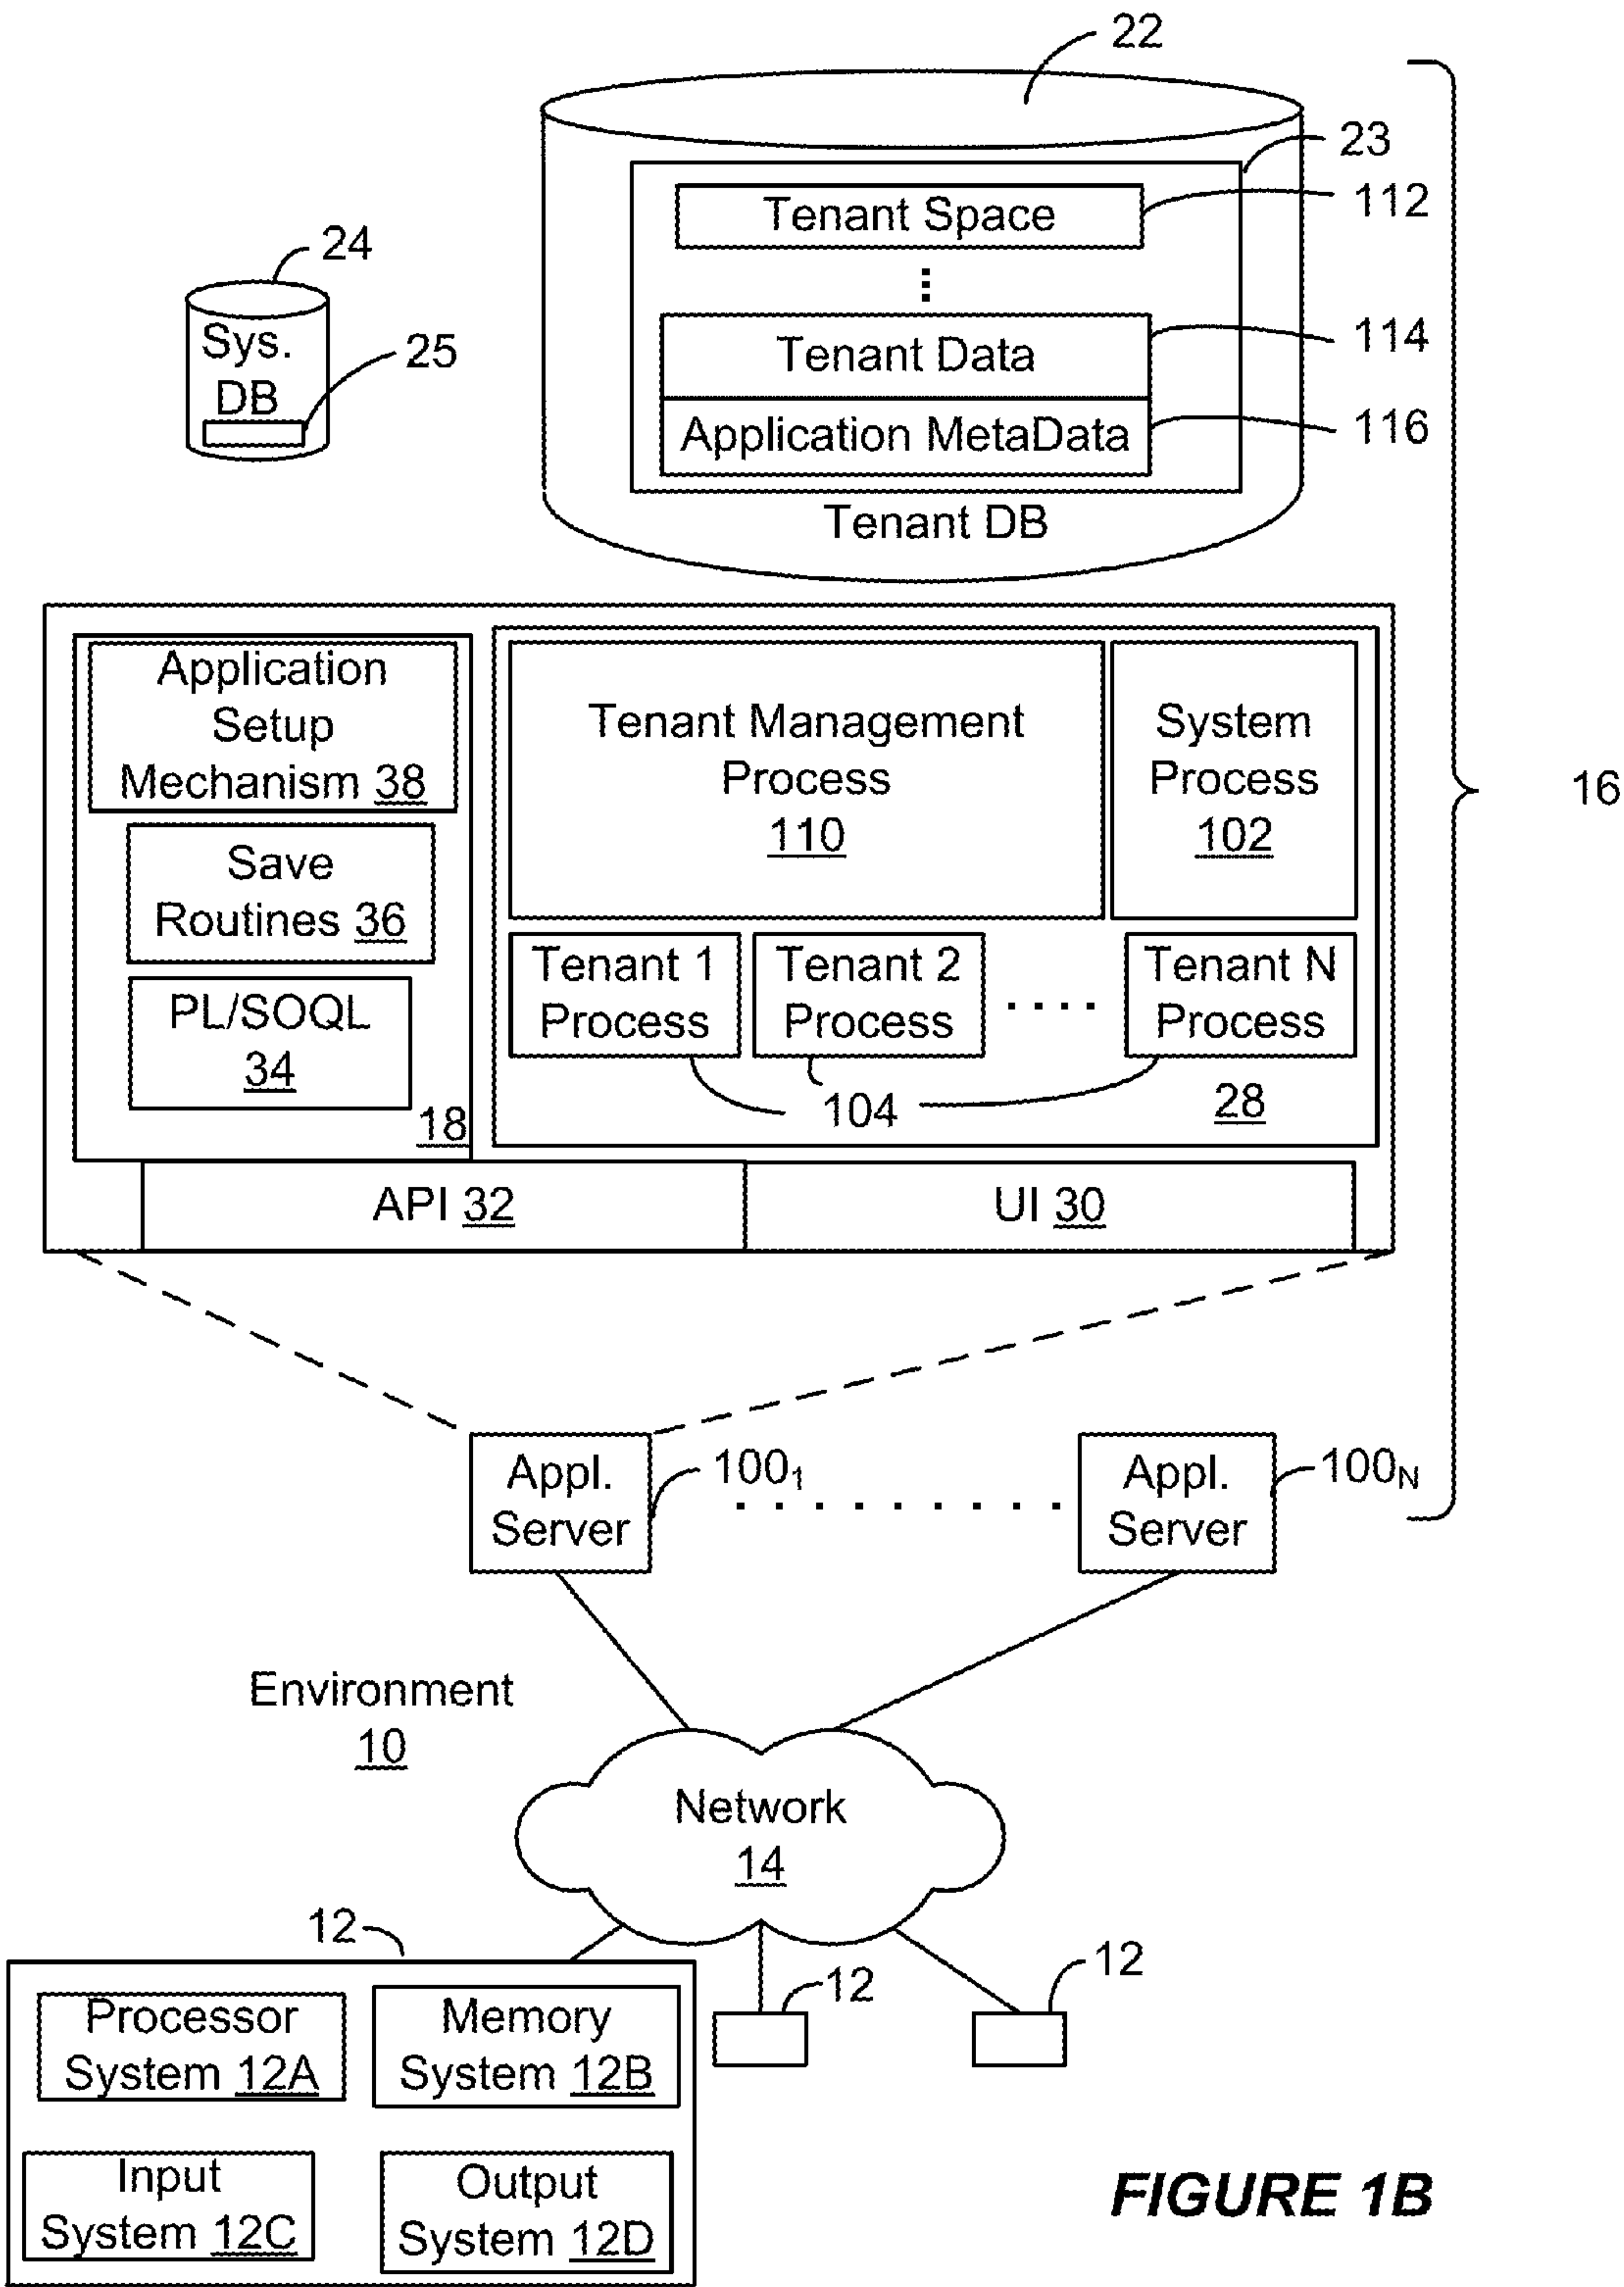 22
23
Tenant Space
112
24
Sys.
DB
25
Tenant Data
114
Application MetaData
116
Tenant DB
16
Application
Setup
Mechanism 38
Save
Routines 36
PL/SOQL
34
18
Tenant Management
Process
110
System
Process
102
Tenant 1
Process
Tenant 2
Process
Tenant N
Process
104
28
API 32
UI 30
Appl.
Server
100₁
Appl.
Server
100N
Environment
10
Network
14
12
12
12
Processor
System 12A
Memory
System 12B
Input
System 12C
Output
System 12D
FIGURE 1B